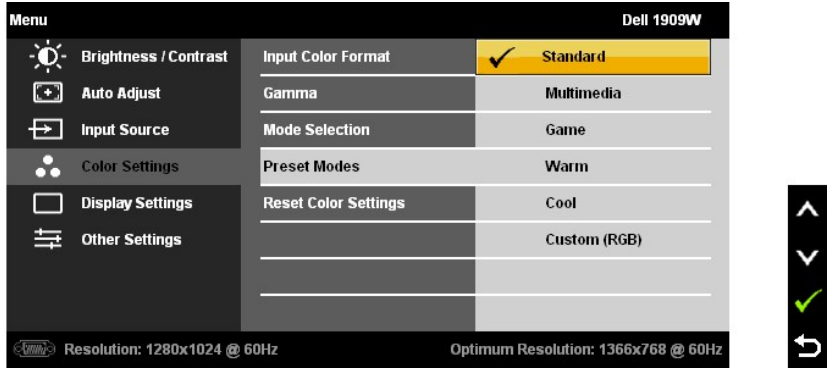 Menu Dell 1909W
Brightness / Contrast Input Color Format Standard
Auto Adjust Gamma Multimedia
Input Source Mode Selection Game
Color Settings Preset Modes Warm
Display Settings Reset Color Settings Cool
Other Settings Custom (RGB)
Resolution: 1280x1024 @ 60Hz Optimum Resolution: 1366x768 @ 60Hz